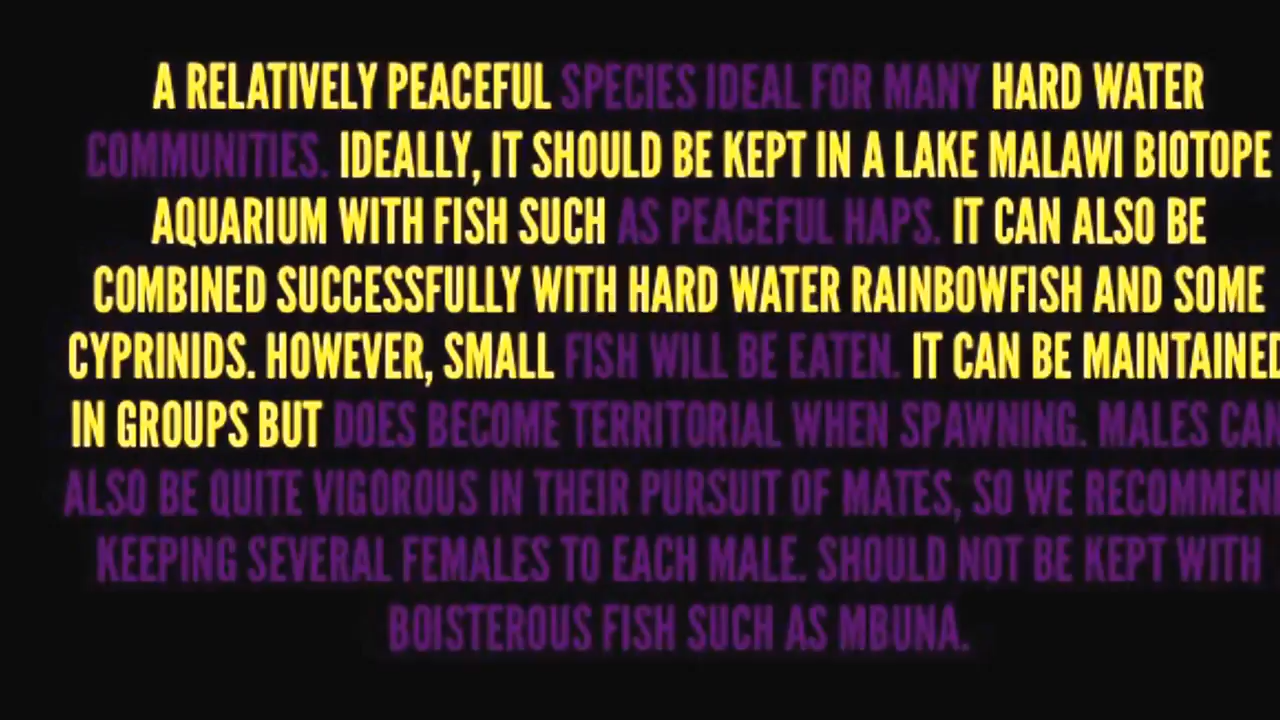 A RELATIVELY PEACEFUL SPECIES IDEAL FOR MANY HARD WATER
COMMUNITIES. IDEALLY, IT SHOULD BE KEPT IN A LAKE MALAWI BIOTOPE
AQUARIUM WITH FISH SUCH AS PEACEFUL HAPS. IT CAN ALSO BE
COMBINED SUCCESSFULLY WITH HARD WATER RAINBOWFISH AND SOME
CYPRINIDS. HOWEVER, SMALL FISH WILL BE EATEN. IT CAN BE MAINTAINED
IN GROUPS BUT DOES BECOME TERRITORIAL WHEN SPAWNING. MALES CAN
ALSO BE QUITE VIGOROUS IN THEIR PURSUIT OF MATES, SO WE RECOMMEND
KEEPING SEVERAL FEMALES TO EACH MALE. SHOULD NOT BE KEPT WITH
BOISTEROUS FISH SUCH AS MBUNA.